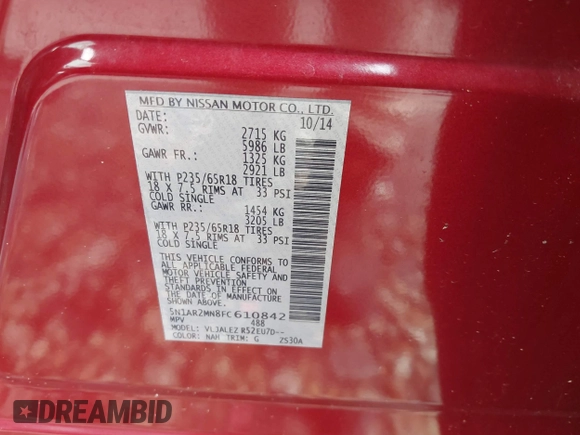 MFD BY NISSAN MOTOR CO., LTD.
DATE: 10/14
GVWR: 2715 KG
5986 LB
GAWR FR.: 1325 KG
2921 LB
WITH P235/65R18 TIRES
18 X 7.5 RIMS AT 33 PSI
COLD SINGLE
GAWR RR.: 1454 KG
3205 LB
WITH P235/65R18 TIRES
18 X 7.5 RIMS AT 33 PSI
COLD SINGLE
THIS VEHICLE CONFORMS TO
ALL APPLICABLE FEDERAL
MOTOR VEHICLE SAFETY AND
THEFT PREVENTION
STANDARDS IN EFFECT ON
THE DATE OF MANUFACTURE
SHOWN ABOVE.
5N1AR2MN8FC610842
MPV 488
MODEL: VLJALEZ R52EU7D--
COLOR: NAH TRIM: G 2S30A
DREAMBID